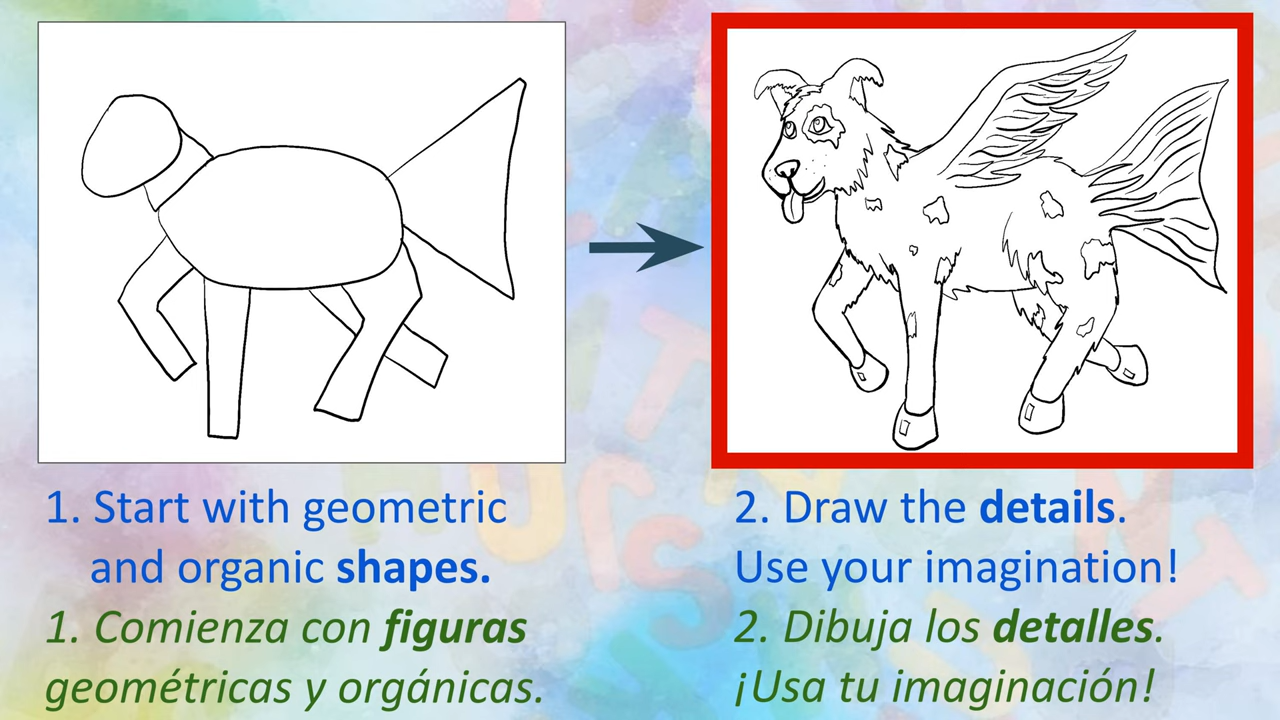 1. Start with geometric
and organic shapes.
1. Comienza con figuras
geométricas y orgánicas.
2. Draw the details.
Use your imagination!
2. Dibuja los detalles.
¡Usa tu imaginación!